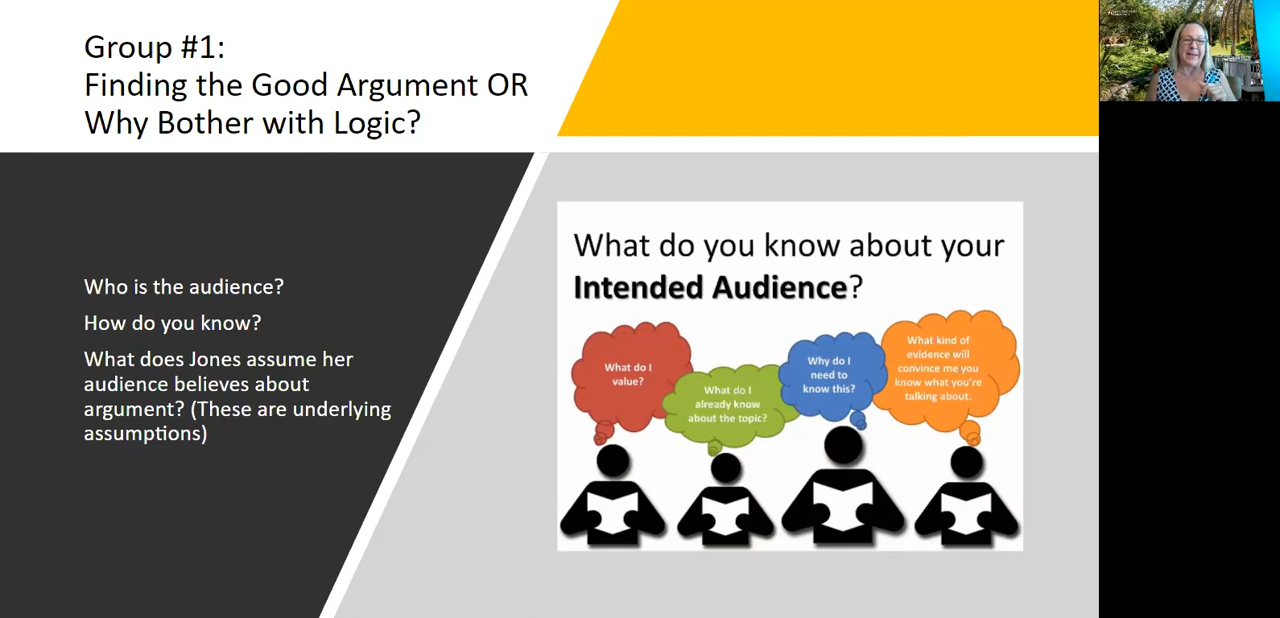 Group #1:
Finding the Good Argument OR
Why Bother with Logic?
Who is the audience?
How do you know?
What does Jones assume her
audience believes about
argument? (These are underlying
assumptions)
What do you know about your
Intended Audience?
What do I
value?
What do I
already know
about the topic?
Why do I
need to
know this?
What kind of
evidence will
convince me you
know what you're
talking about.